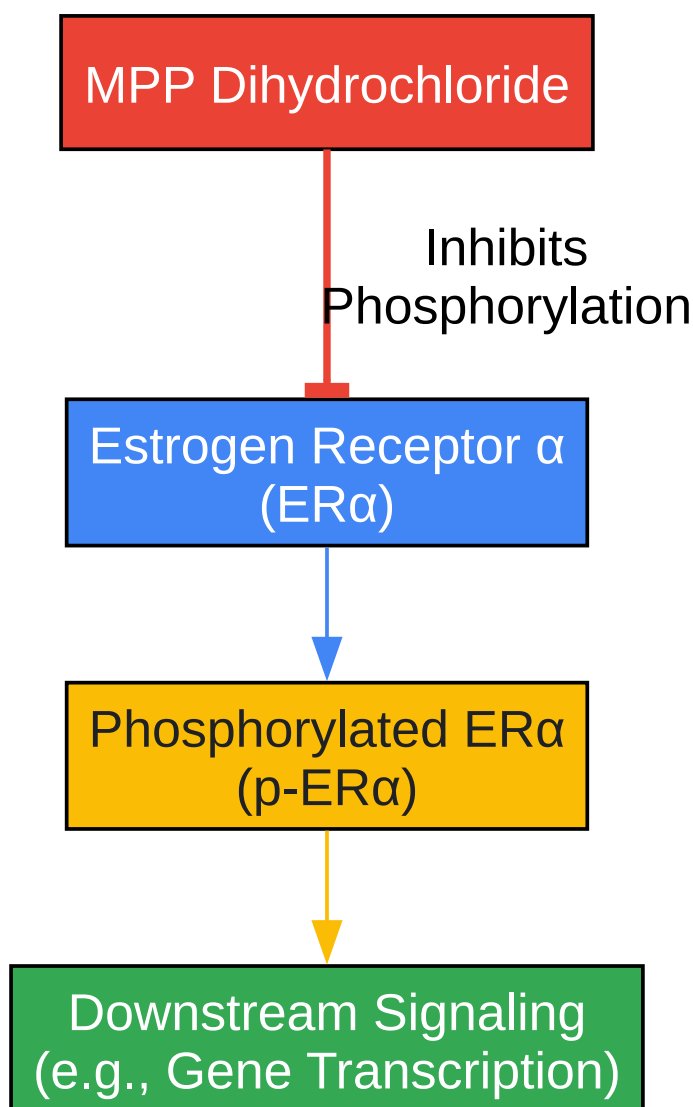 MPP Dihydrochloride
Inhibits
Phosphorylation
Estrogen Receptor α
(ERα)
Phosphorylated ERα
(p-ERα)
Downstream Signaling
(e.g., Gene Transcription)